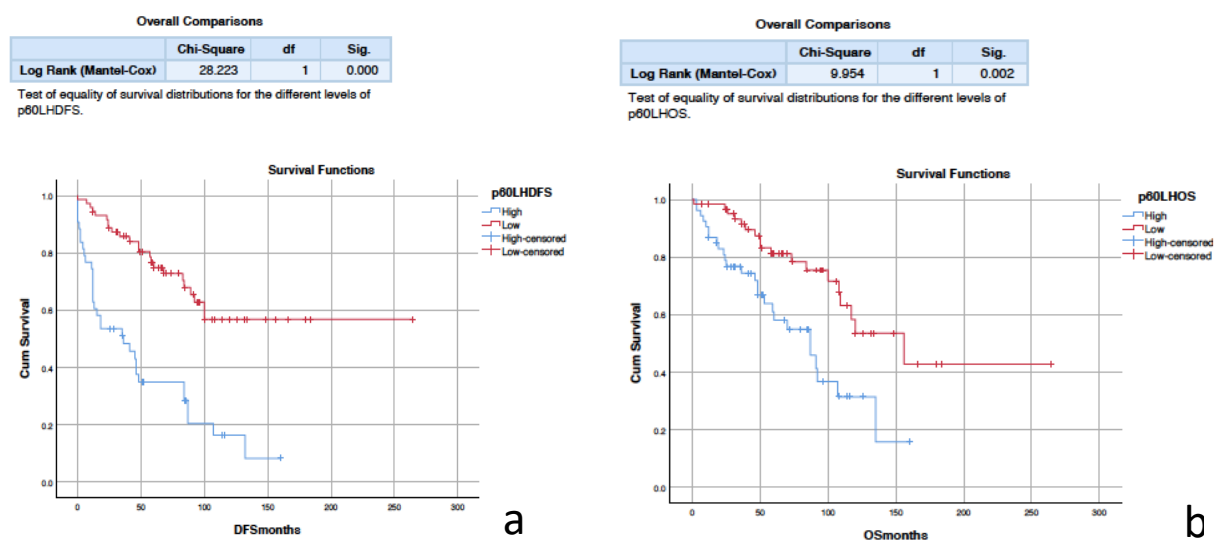 Overall Comparisons
Chi-Square df Sig.
Log Rank (Mantel-Cox) 28.223 1 0.000
Test of equality of survival distributions for the different levels of
p60LHDFS.
Survival Functions
p60LHDFS
High
Low
High-censored
Low-censored
Cum Survival
1.0
0.8
0.6
0.4
0.2
0.0
0 50 100 150 200 250 300
DFSmonths
a
Overall Comparisons
Chi-Square df Sig.
Log Rank (Mantel-Cox) 9.954 1 0.002
Test of equality of survival distributions for the different levels of
p60LHOS.
Survival Functions
p60LHOS
High
Low
High-censored
Low-censored
Cum Survival
1.0
0.8
0.6
0.4
0.2
0.0
0 50 100 150 200 250 300
OSmonths
b